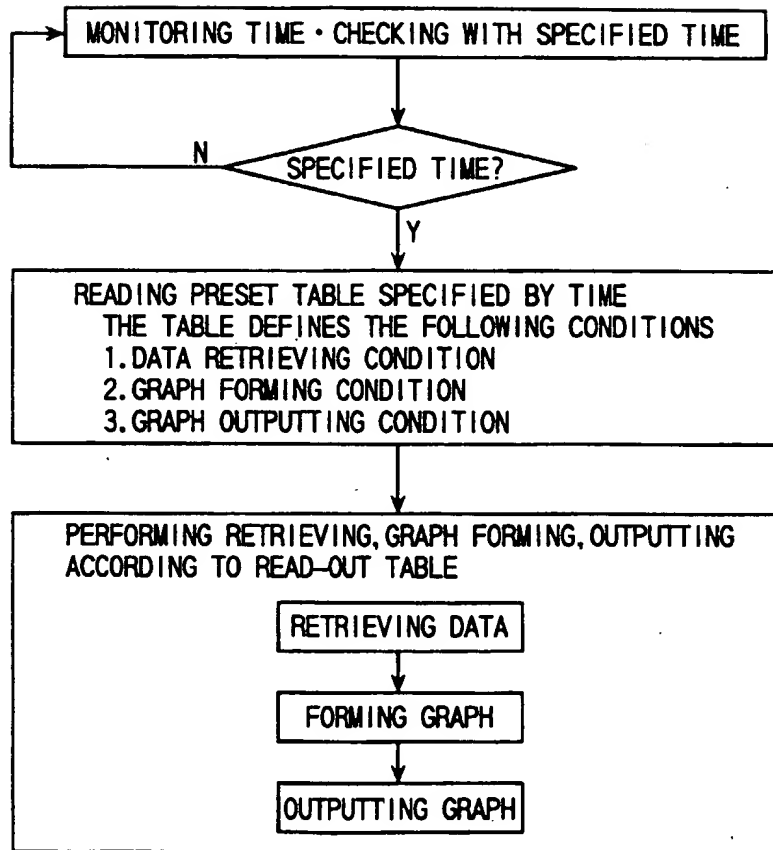 MONITORING TIME・CHECKING WITH SPECIFIED TIME
SPECIFIED TIME?
N
Y
READING PRESET TABLE SPECIFIED BY TIME
THE TABLE DEFINES THE FOLLOWING CONDITIONS
1.DATA RETRIEVING CONDITION
2.GRAPH FORMING CONDITION
3.GRAPH OUTPUTTING CONDITION
PERFORMING RETRIEVING,GRAPH FORMING,OUTPUTTING
ACCORDING TO READ-OUT TABLE
RETRIEVING DATA
FORMING GRAPH
OUTPUTTING GRAPH